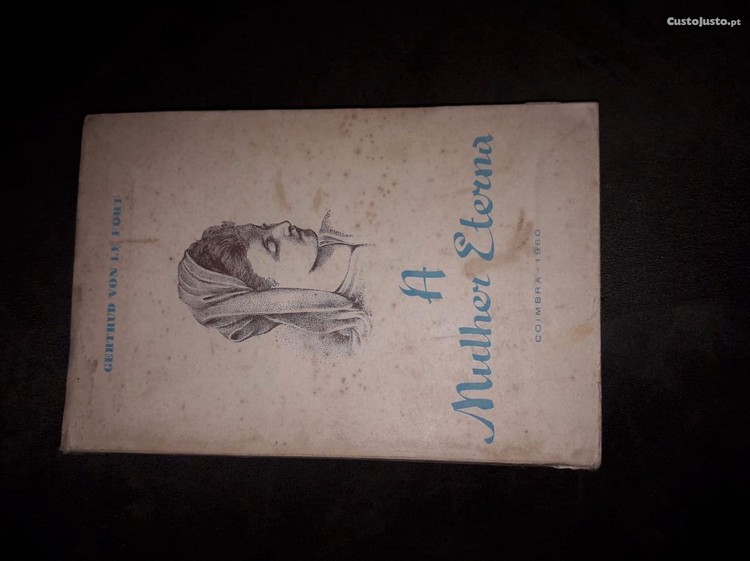 CustoJusto.pt
GERTRUD VON LE FORT
A
Mulher Eterna
COIMBRA - 1960